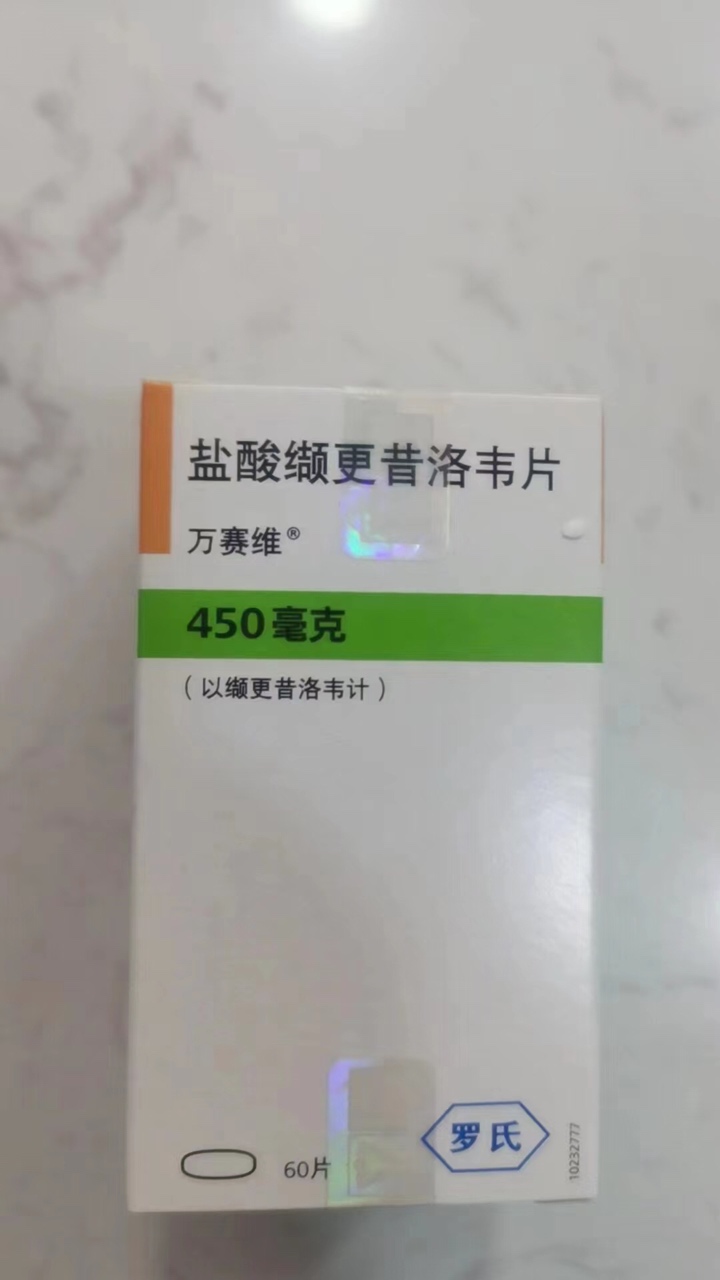 盐酸缬更昔洛韦片
万赛维®
450毫克
（以缬更昔洛韦计）
60片
罗氏
10232777